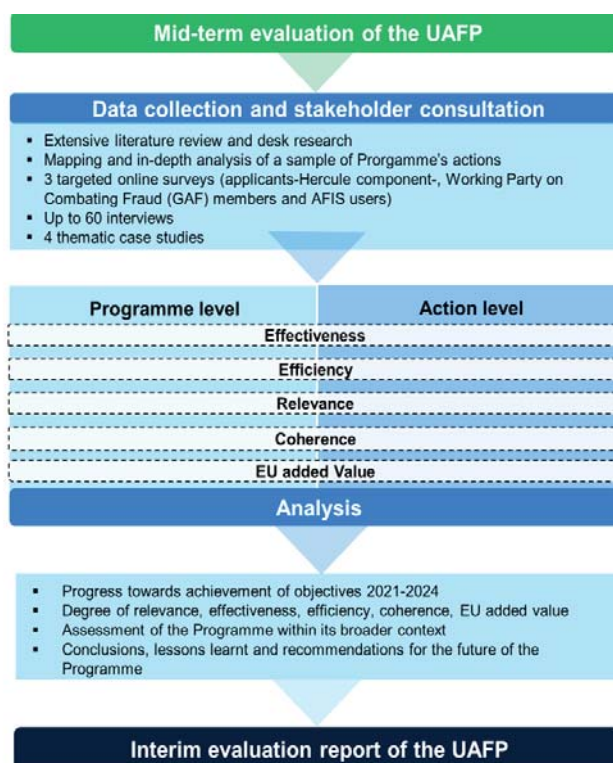 Mid-term evaluation of the UAFP
Data collection and stakeholder consultation
▪ Extensive literature review and desk research
▪ Mapping and in-depth analysis of a sample of Prorgamme's actions
▪ 3 targeted online surveys (applicants-Hercule component-, Working Party on
Combating Fraud (GAF) members and AFIS users)
▪ Up to 60 interviews
▪ 4 thematic case studies
Programme level
Action level
Effectiveness
Efficiency
Relevance
Coherence
EU added Value
Analysis
▪ Progress towards achievement of objectives 2021-2024
▪ Degree of relevance, effectiveness, efficiency, coherence, EU added value
▪ Assessment of the Programme within its broader context
▪ Conclusions, lessons learnt and recommendations for the future of the
Programme
Interim evaluation report of the UAFP